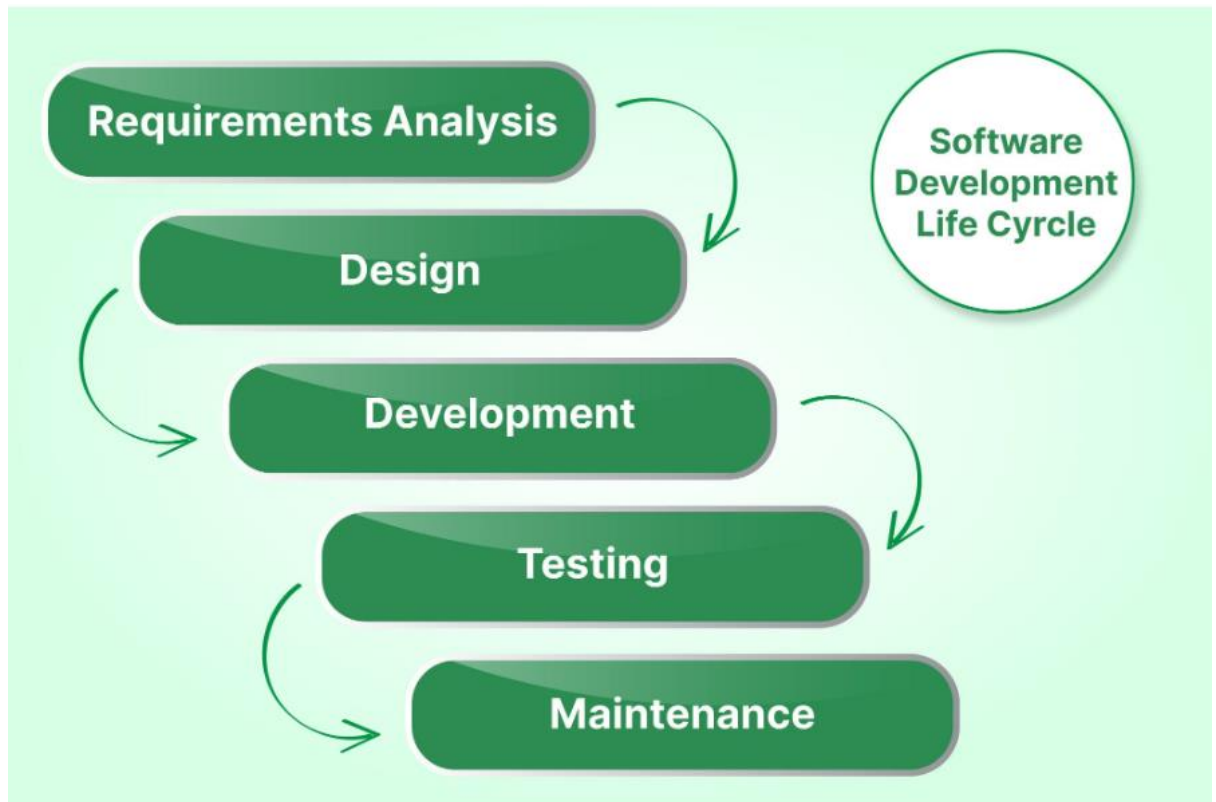 Requirements Analysis
Software
Development
Life Cyrcle
Design
Development
Testing
Maintenance